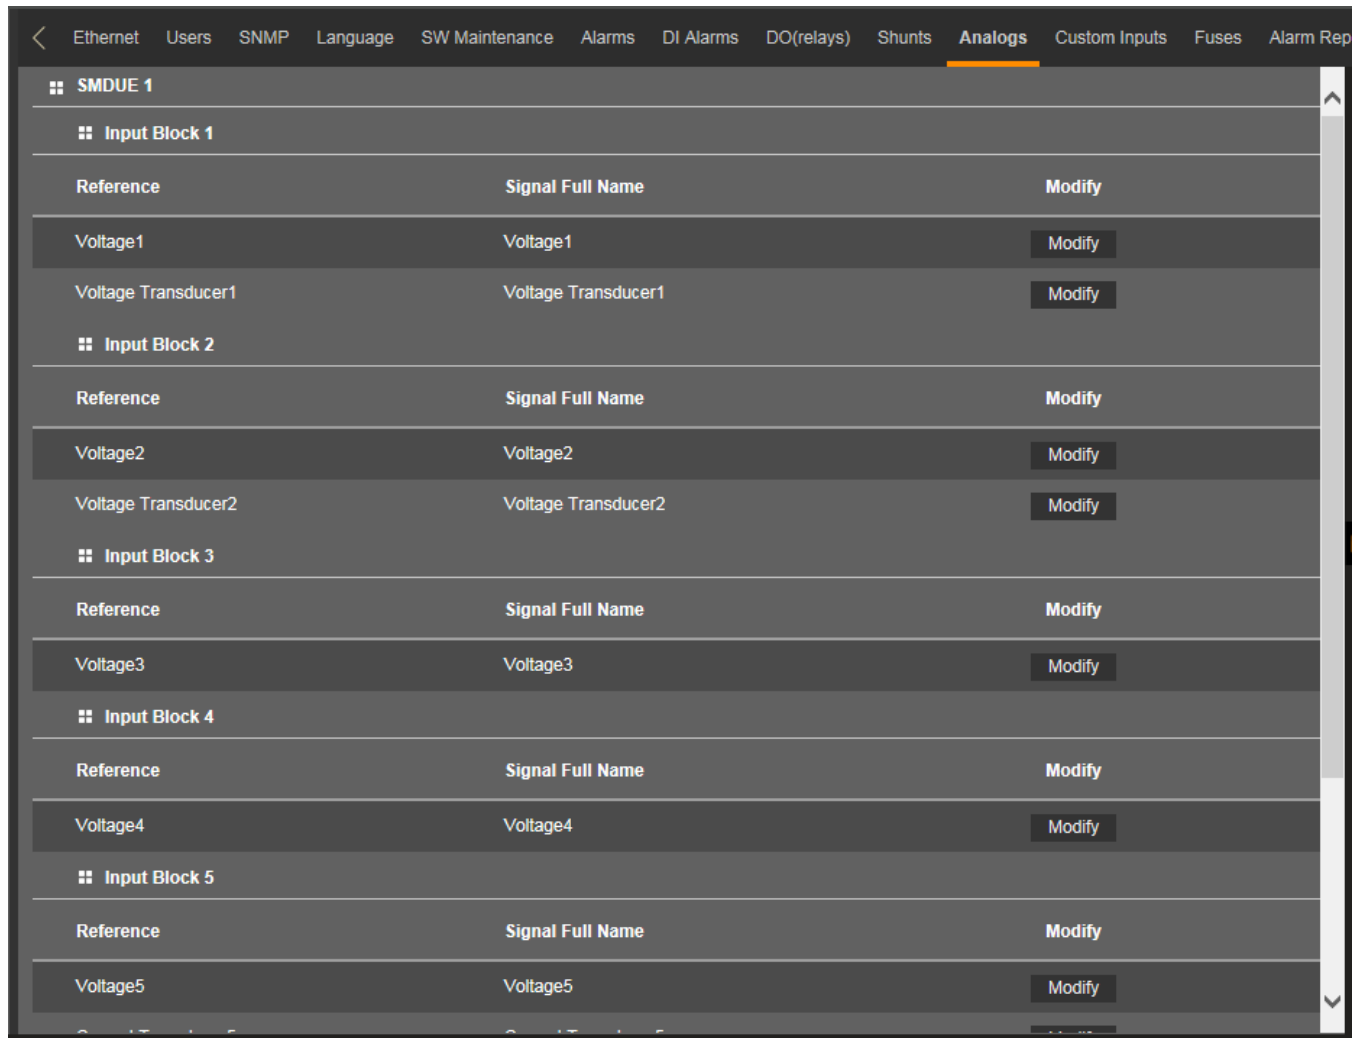 Ethernet Users SNMP Language SW Maintenance Alarms DI Alarms DO(relays) Shunts Analogs Custom Inputs Fuses Alarm Rep
SMDUE 1
Input Block 1
Reference Signal Full Name Modify
Voltage1 Voltage1 Modify
Voltage Transducer1 Voltage Transducer1 Modify
Input Block 2
Reference Signal Full Name Modify
Voltage2 Voltage2 Modify
Voltage Transducer2 Voltage Transducer2 Modify
Input Block 3
Reference Signal Full Name Modify
Voltage3 Voltage3 Modify
Input Block 4
Reference Signal Full Name Modify
Voltage4 Voltage4 Modify
Input Block 5
Reference Signal Full Name Modify
Voltage5 Voltage5 Modify